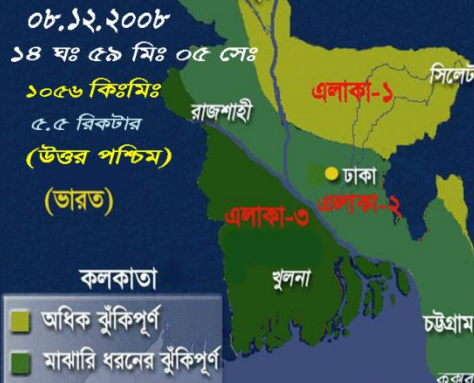 ০৮.১২.২০০৮
১৪ ঘঃ ৫৯ মিঃ ০৫ সেঃ
১০৫৬ কিঃমিঃ
৫.৫ রিকটার
(উত্তর পশ্চিম)
(ভারত)
সিলেট
এলাকা-১
রাজশাহী
ঢাকা
এলাকা-২
এলাকা-৩
কলকাতা
খুলনা
অধিক ঝুঁকিপূর্ণ
চট্টগ্রাম
মাঝারি ধরনের ঝুঁকিপূর্ণ